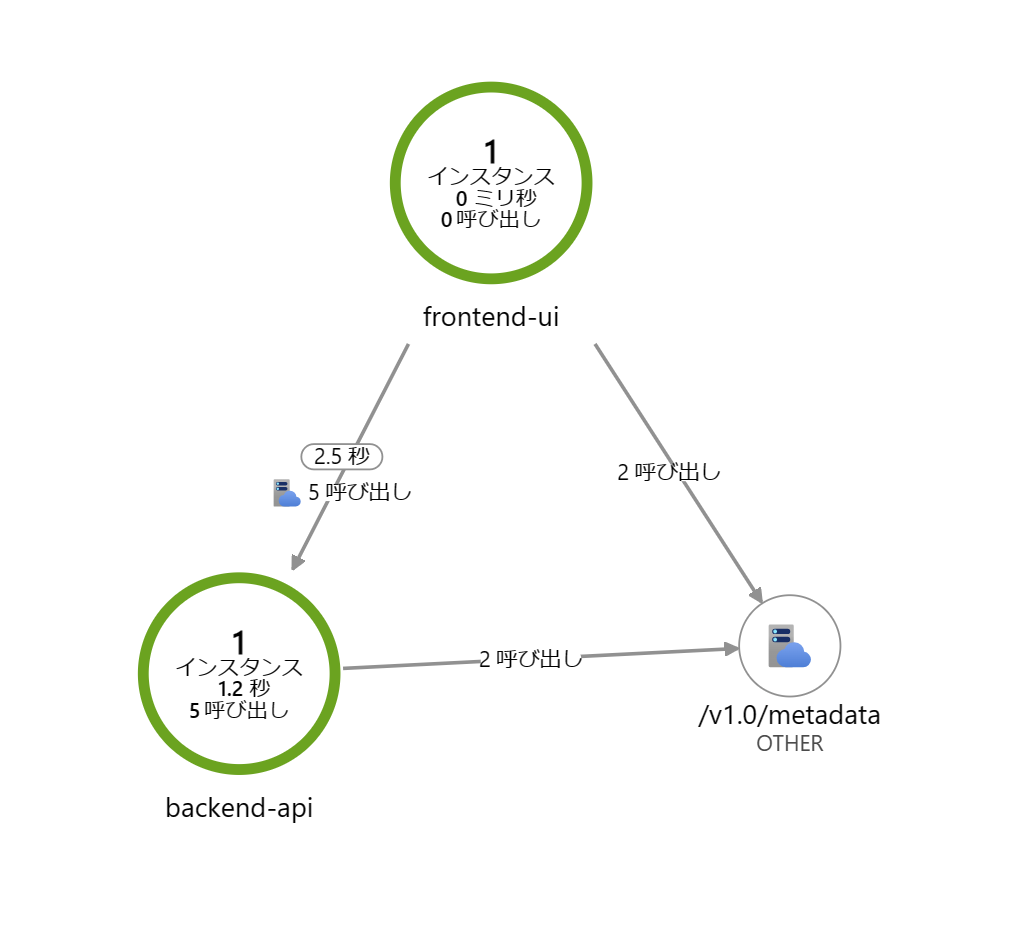 1
インスタンス
0 ミリ秒
0 呼び出し
frontend-ui
2.5 秒
5 呼び出し
2 呼び出し
1
インスタンス
1.2 秒
5 呼び出し
backend-api
2 呼び出し
/v1.0/metadata
OTHER